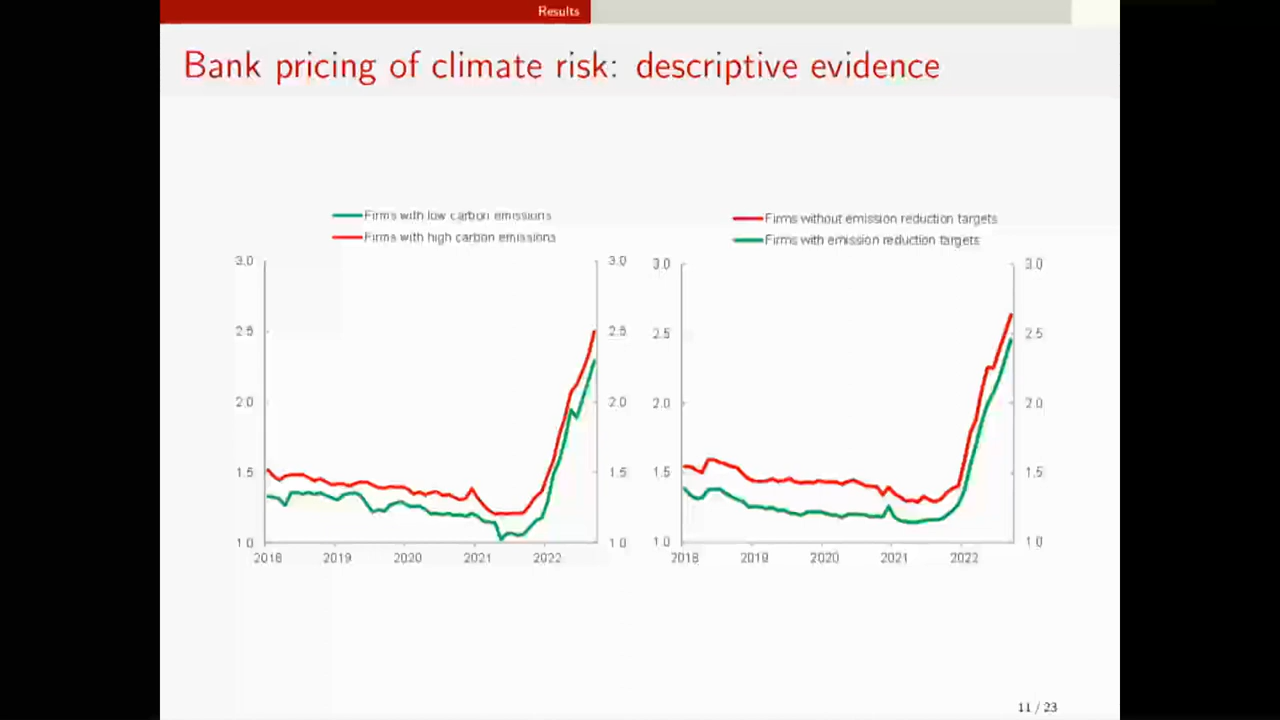 Results
Bank pricing of climate risk: descriptive evidence
Firms with low carbon emissions
Firms with high carbon emissions
3.0
2.5
2.0
1.5
1.0
3.0
2.5
2.0
1.5
1.0
2018 2019 2020 2021 2022
Firms without emission reduction targets
Firms with emission reduction targets
3.0
2.5
2.0
1.5
1.0
3.0
2.5
2.0
1.5
1.0
2018 2019 2020 2021 2022
11 / 23